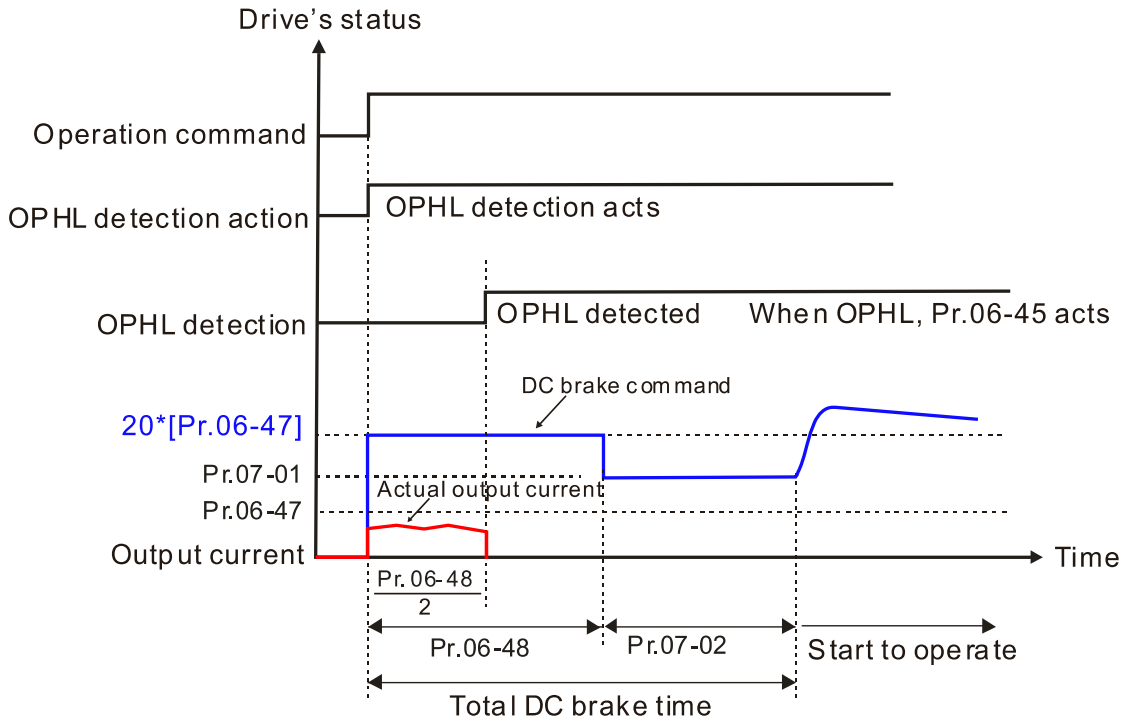 Drive's status
Operation command
OPHL detection action
OPHL detection acts
OPHL detection
OPHL detected
When OPHL, Pr.06-45 acts
DC brake command
20*[Pr.06-47]
Pr.07-01
Actual output current
Pr.06-47
Output current
Time
Pr.06-48
2
Pr.06-48
Pr.07-02
Start to operate
Total DC brake time